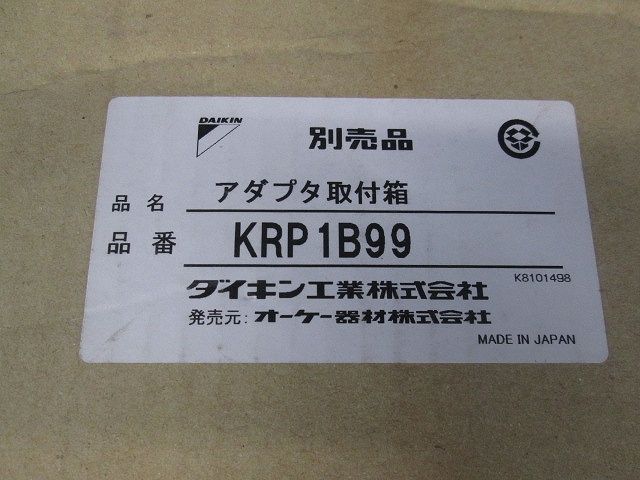 DAIKIN
別売品
品名 アダプタ取付箱
品番 KRP1B99
K8101498
ダイキン工業株式会社
発売元:オーケー器材株式会社
MADE IN JAPAN